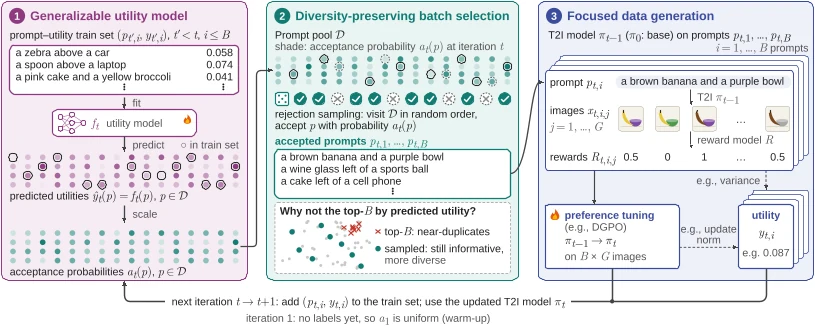 1 Generalizable utility model
prompt–utility train set (p_{t′,i}, y_{t′,i}), t′ < t, i ≤ B
a zebra above a car 0.058
a spoon above a laptop 0.074
a pink cake and a yellow broccoli 0.041
⋮ ⋮
fit
f_t utility model
predict ○ in train set
predicted utilities ŷ_t(p) = f_t(p), p ∈ 𝒟
scale
acceptance probabilities a_t(p), p ∈ 𝒟
2 Diversity-preserving batch selection
Prompt pool 𝒟
shade: acceptance probability a_t(p) at iteration t
rejection sampling: visit 𝒟 in random order,
accept p with probability a_t(p)
accepted prompts p_{t,1}, ..., p_{t,B}
a brown banana and a purple bowl
a wine glass left of a sports ball
a cake left of a cell phone
⋮
Why not the top-B by predicted utility?
× top-B: near-duplicates
● sampled: still informative,
more diverse
3 Focused data generation
T2I model π_{t−1} (π_0: base) on prompts p_{t,1}, ..., p_{t,B}
i = 1, ..., B prompts
prompt p_{t,i} a brown banana and a purple bowl
T2I π_{t−1}
images x_{t,i,j}
j = 1, ..., G
...
reward model R
rewards R_{t,i,j} 0.5 0 1 ... 0.5
e.g., variance
preference tuning
(e.g., DGPO)
π_{t−1} → π_t
on B × G images
e.g., update
norm
utility
y_{t,i}
e.g. 0.087
next iteration t → t+1: add (p_{t,i}, y_{t,i}) to the train set; use the updated T2I model π_t
iteration 1: no labels yet, so a_1 is uniform (warm-up)